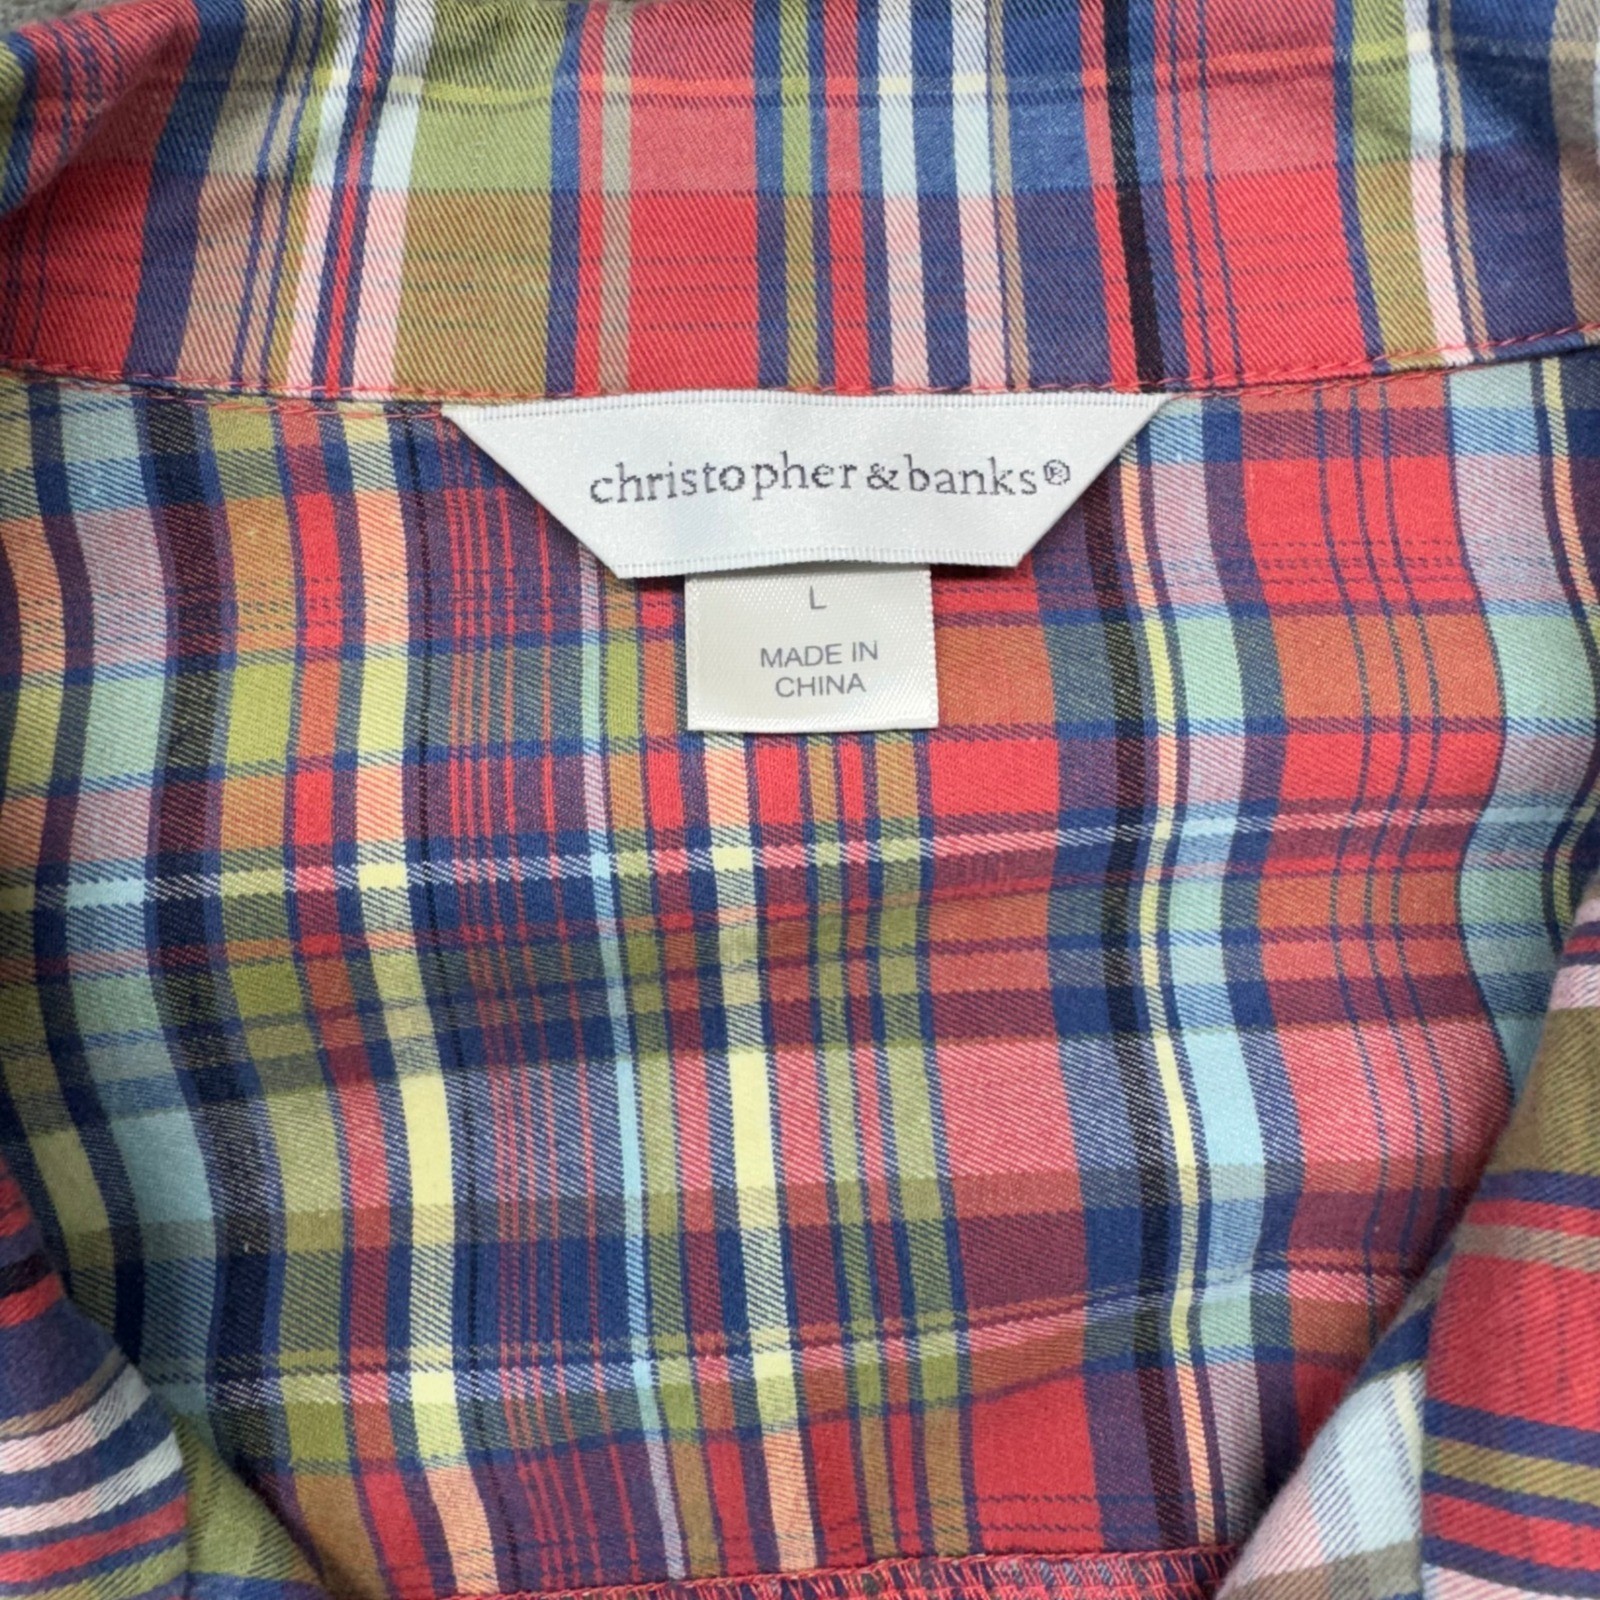 christopher & banks®
L
MADE IN
CHINA